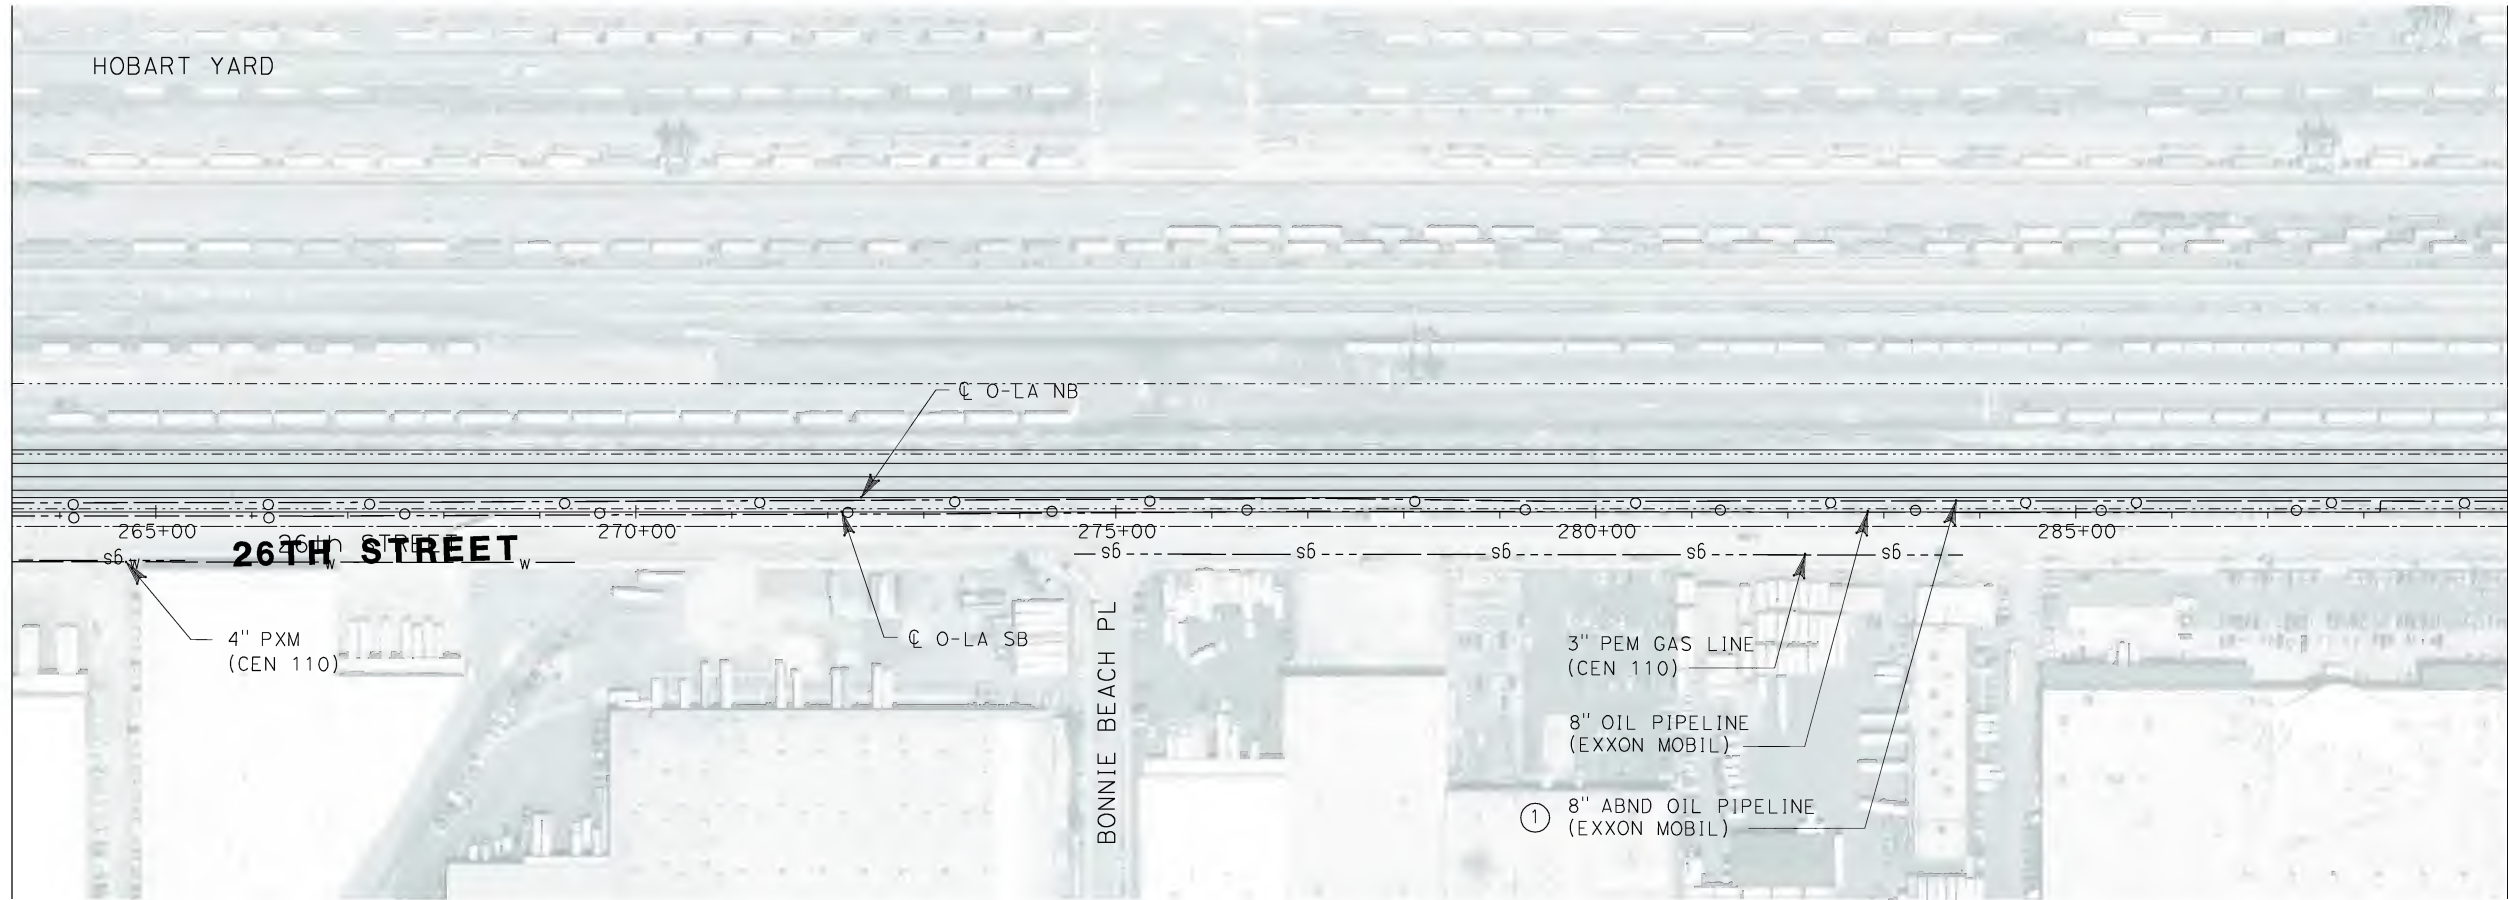 HOBART YARD
℄ O-LA NB
265+00
270+00
275+00
280+00
285+00
26th STREET
26TH STREET
s6
w
w
w
s6
s6
s6
s6
s6
4" PXM
(CEN 110)
℄ O-LA SB
BONNIE BEACH PL
3" PEM GAS LINE
(CEN 110)
8" OIL PIPELINE
(EXXON MOBIL)
1
8" ABND OIL PIPELINE
(EXXON MOBIL)